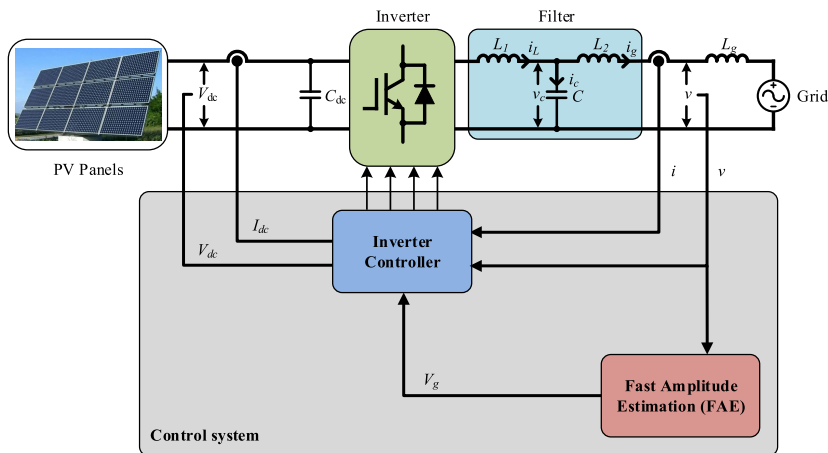 Inverter
Filter
L1
iL
L2
ig
Lg
Vdc
Cdc
vc
ic
C
v
Grid
PV Panels
i
v
Idc
Vdc
Inverter
Controller
Vg
Fast Amplitude
Estimation (FAE)
Control system